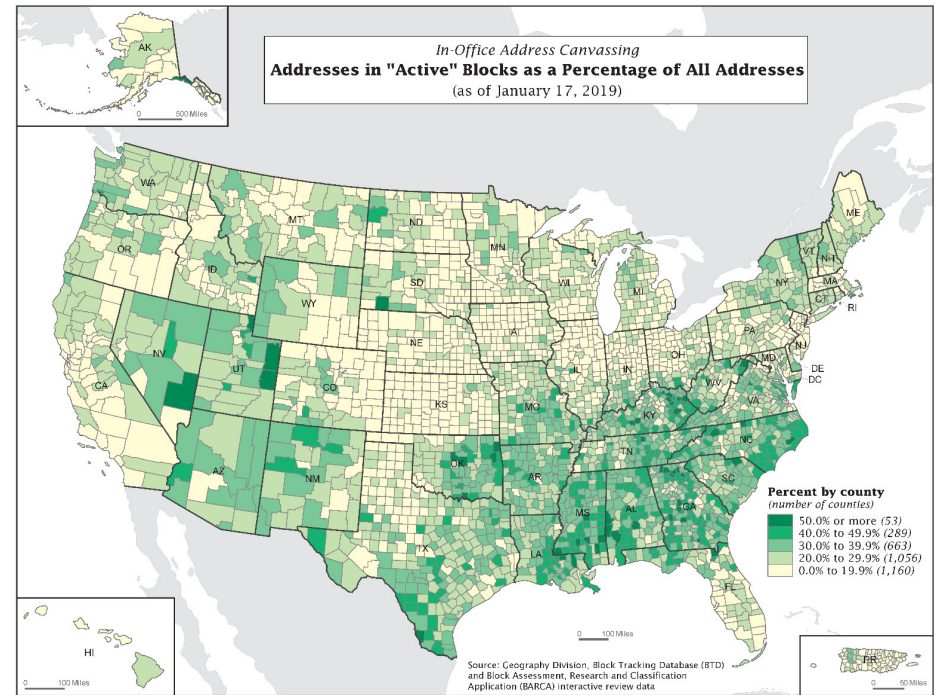 In-Office Address Canvassing
Addresses in "Active" Blocks as a Percentage of All Addresses
(as of January 17, 2019)
AK
0 500 Miles
WA
MT
ND
MN
ME
OR
ID
WY
SD
WI
MI
VT
NH
NY
MA
CT
RI
NV
UT
CO
NE
IA
IL
IN
OH
PA
NJ
MD
DE
DC
CA
KS
MO
KY
WV
VA
AZ
NM
OK
AR
TN
NC
SC
TX
LA
MS
AL
GA
FL
Percent by county
(number of counties)
50.0% or more (53)
40.0% to 49.9% (289)
30.0% to 39.9% (663)
20.0% to 29.9% (1,056)
0.0% to 19.9% (1,160)
HI
0 100 Miles
0 100 Miles
Source: Geography Division, Block Tracking Database (BTD)
and Block Assessment, Research and Classification
Application (BARCA) interactive review data
PR
0 50 Miles